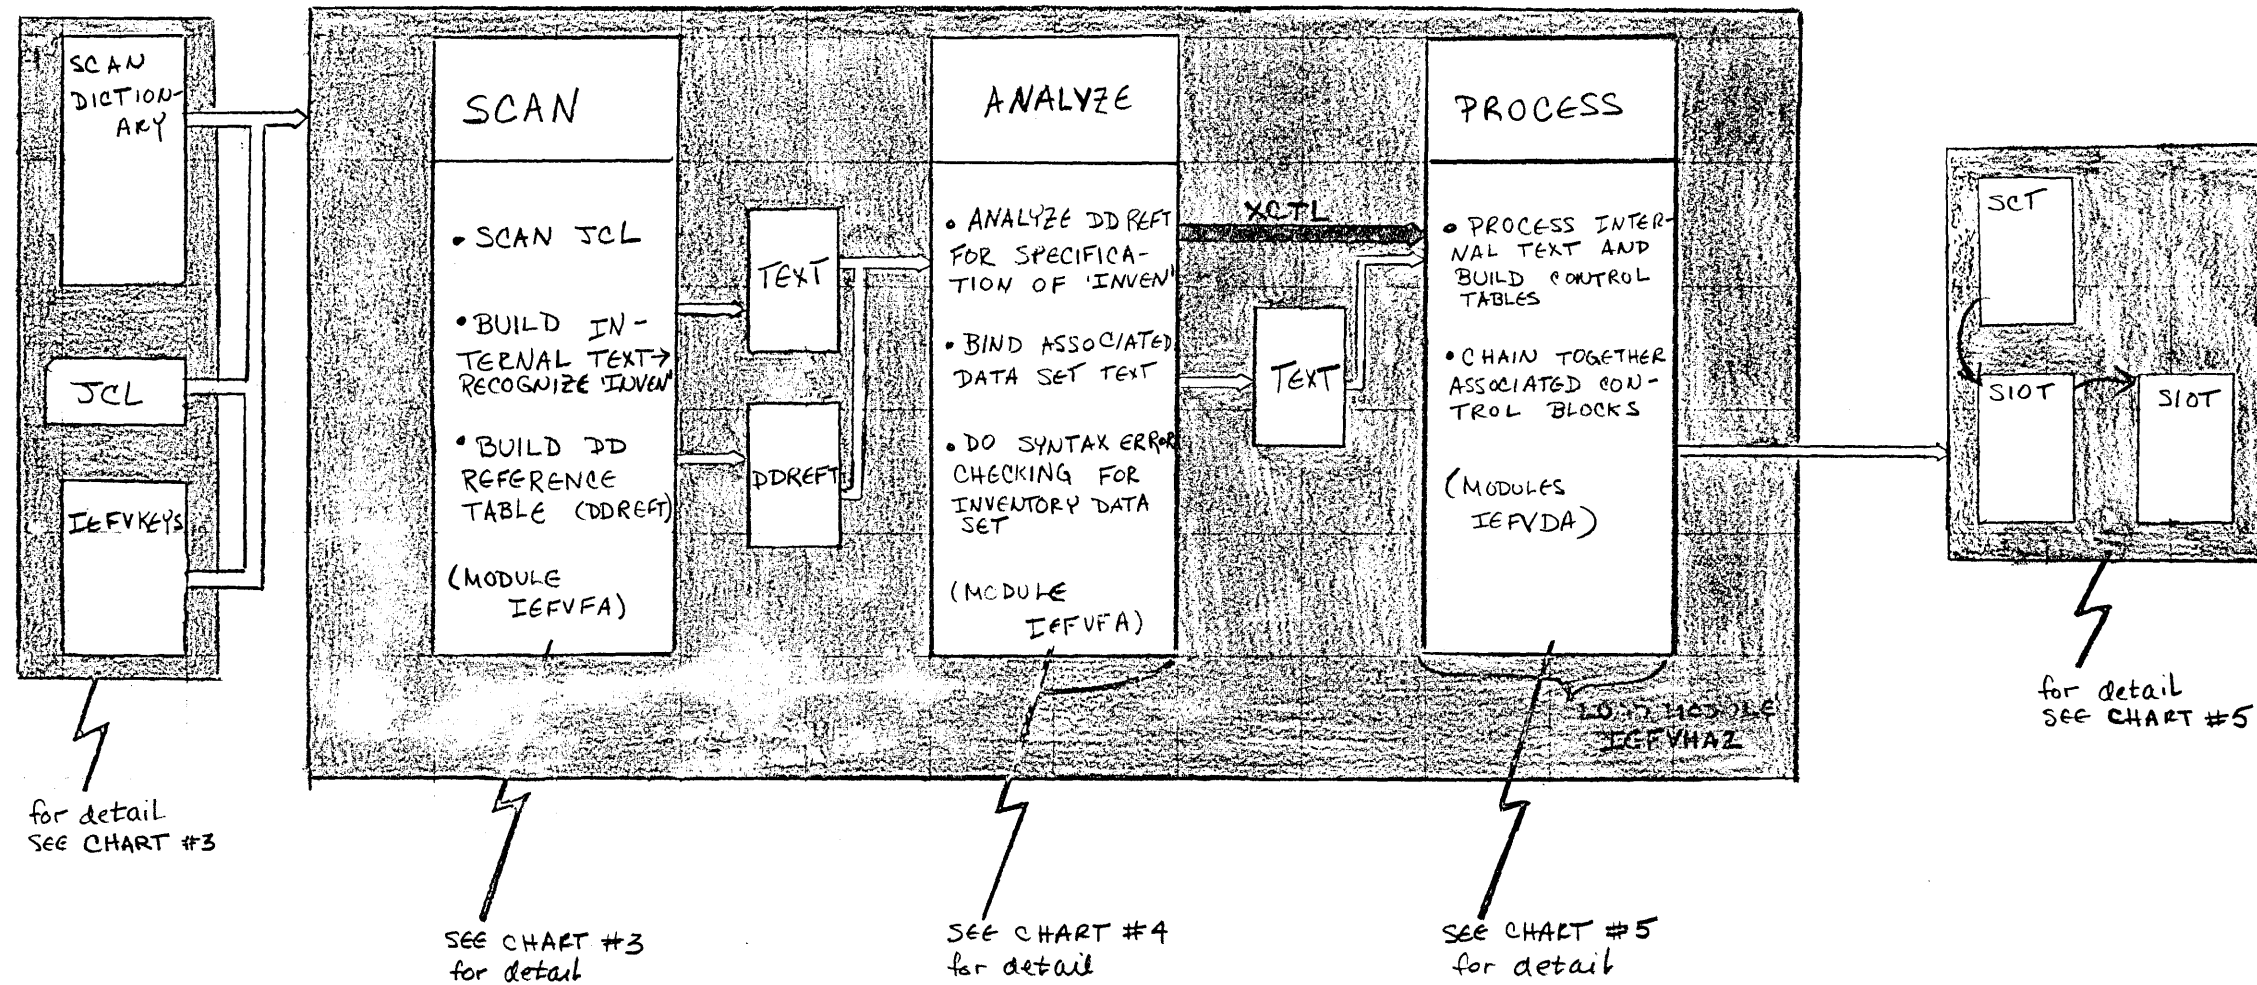 SCAN
DICTION-
ARY
JCL
IEFVKEYS
for detail
SEE CHART #3
SCAN
• SCAN JCL
• BUILD IN-
TERNAL TEXT→
RECOGNIZE 'INVEN'
• BUILD DD
REFERENCE
TABLE (DDREFT)
(MODULE
IEFVFA)
SEE CHART #3
for detail
TEXT
DDREFT
ANALYZE
• ANALYZE DDREFT
FOR SPECIFICA-
TION OF 'INVEN'
• BIND ASSOCIATED
DATA SET TEXT
• DO SYNTAX ERROR
CHECKING FOR
INVENTORY DATA
SET
(MODULE
IEFVFA)
SEE CHART #4
for detail
XCTL
TEXT
PROCESS
• PROCESS INTER-
NAL TEXT AND
BUILD CONTROL
TABLES
• CHAIN TOGETHER
ASSOCIATED CON-
TROL BLOCKS
(MODULES
IEFVDA)
LOAD MODULE
IEFVHAZ
SEE CHART #5
for detail
SCT
SIOT
SIOT
for detail
SEE CHART #5